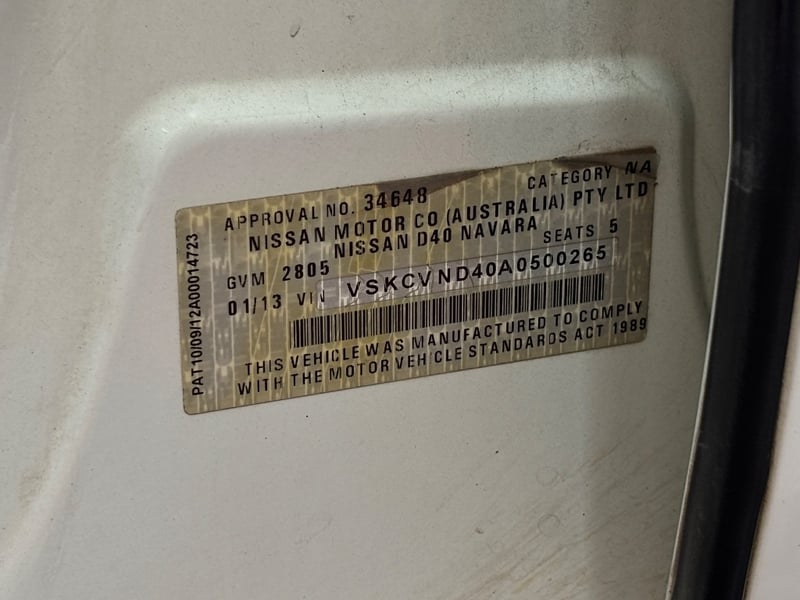 APPROVAL NO. 34648 CATEGORY NA
NISSAN MOTOR CO (AUSTRALIA) PTY LTD
NISSAN D40 NAVARA
GVM 2805 SEATS 5
01/13 VIN VSKCVND40A0500265
THIS VEHICLE WAS MANUFACTURED TO COMPLY
WITH THE MOTOR VEHICLE STANDARDS ACT 1989
PAT10/09/12A00014723